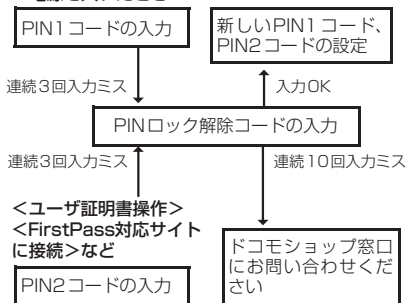 PIN1コードの入力
新しいPIN1コード、
PIN2コードの設定
連続3回入力ミス
入力OK
PINロック解除コードの入力
連続3回入力ミス
連続10回入力ミス
<ユーザ証明書操作>
<FirstPass対応サイト
に接続>など
PIN2コードの入力
ドコモショップ窓口
にお問い合わせくだ
さい